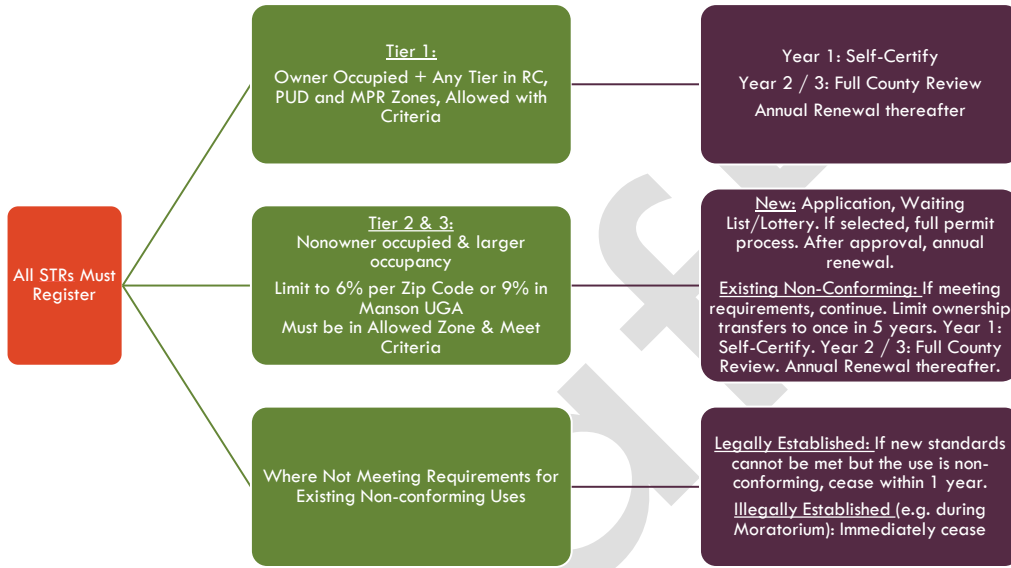 All STRs Must
Register
Tier 1:
Owner Occupied + Any Tier in RC,
PUD and MPR Zones, Allowed with
Criteria
Year 1: Self-Certify
Year 2 / 3: Full County Review
Annual Renewal thereafter
Tier 2 & 3:
Nonowner occupied & larger
occupancy
Limit to 6% per Zip Code or 9% in
Manson UGA
Must be in Allowed Zone & Meet
Criteria
New: Application, Waiting
List/Lottery. If selected, full permit
process. After approval, annual
renewal.
Existing Non-Conforming: If meeting
requirements, continue. Limit ownership
transfers to once in 5 years. Year 1:
Self-Certify. Year 2 / 3: Full County
Review. Annual Renewal thereafter.
Where Not Meeting Requirements for
Existing Non-conforming Uses
Legally Established: If new standards
cannot be met but the use is non-
conforming, cease within 1 year.
Illegally Established (e.g. during
Moratorium): Immediately cease